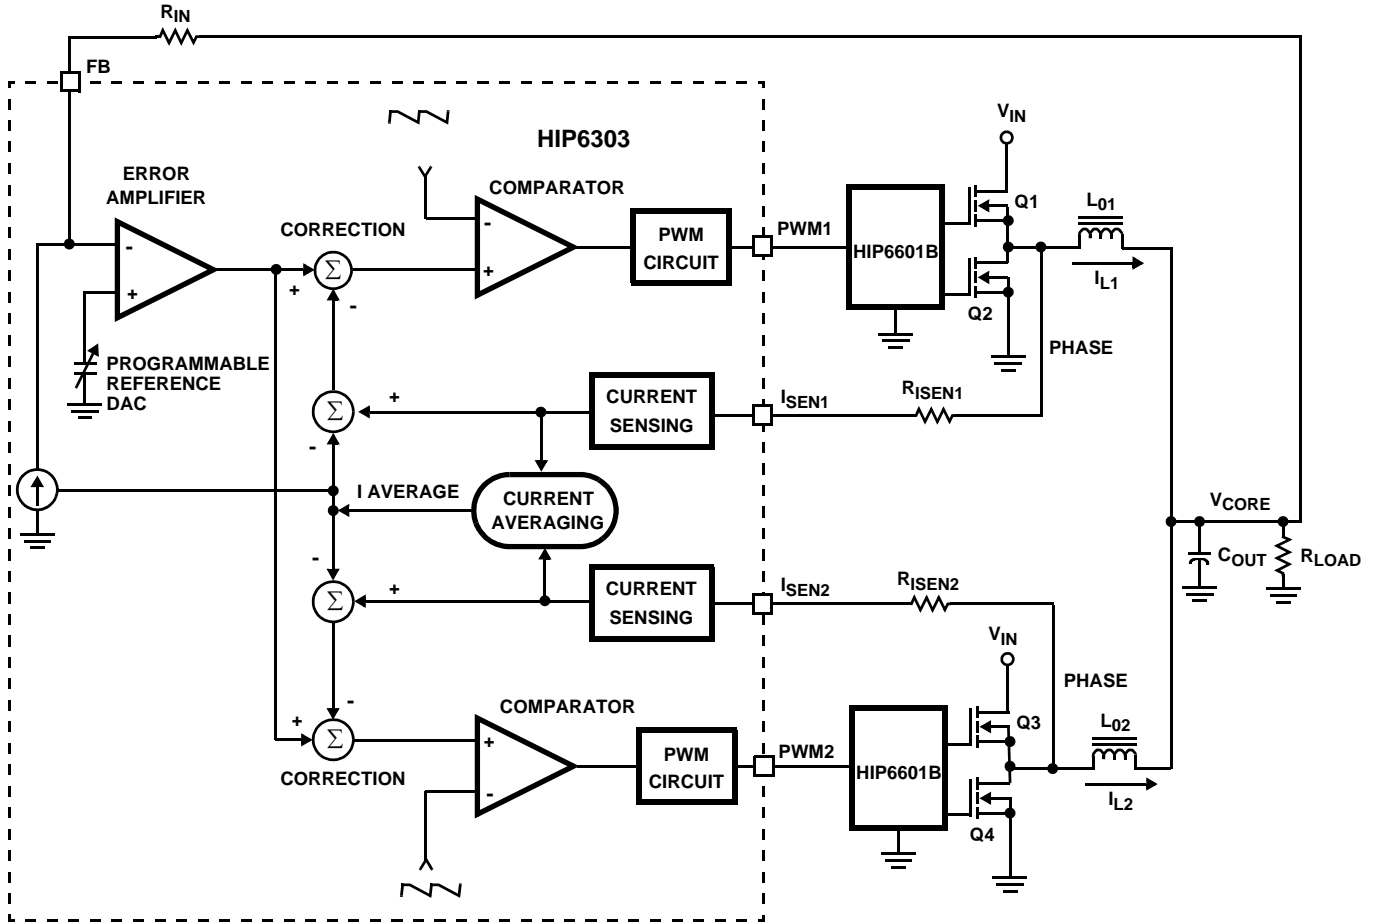 RIN
FB
HIP6303
VIN
ERROR
AMPLIFIER
COMPARATOR
Q1
L01
CORRECTION
-
PWM
CIRCUIT
PWM1
HIP6601B
-
Σ
+
+
+
-
IL1
Q2
PROGRAMMABLE
REFERENCE
DAC
PHASE
Σ
+
CURRENT
SENSING
ISEN1
RISEN1
-
I AVERAGE
CURRENT
AVERAGING
VCORE
-
COUT
RLOAD
Σ
+
CURRENT
SENSING
ISEN2
RISEN2
VIN
PHASE
-
COMPARATOR
+
Σ
+
Q3
L02
PWM
CIRCUIT
PWM2
HIP6601B
CORRECTION
-
IL2
Q4